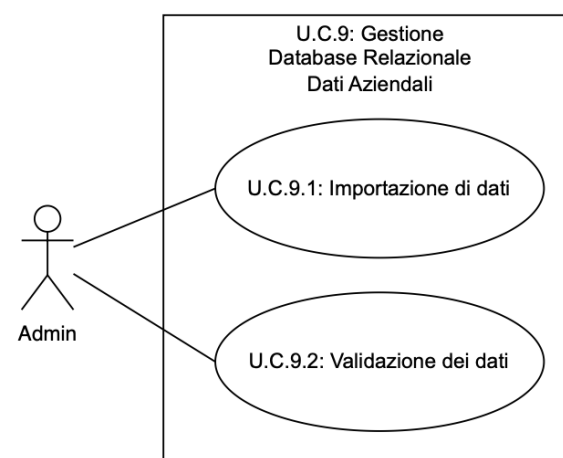 U.C.9: Gestione
Database Relazionale
Dati Aziendali
U.C.9.1: Importazione di dati
Admin
U.C.9.2: Validazione dei dati